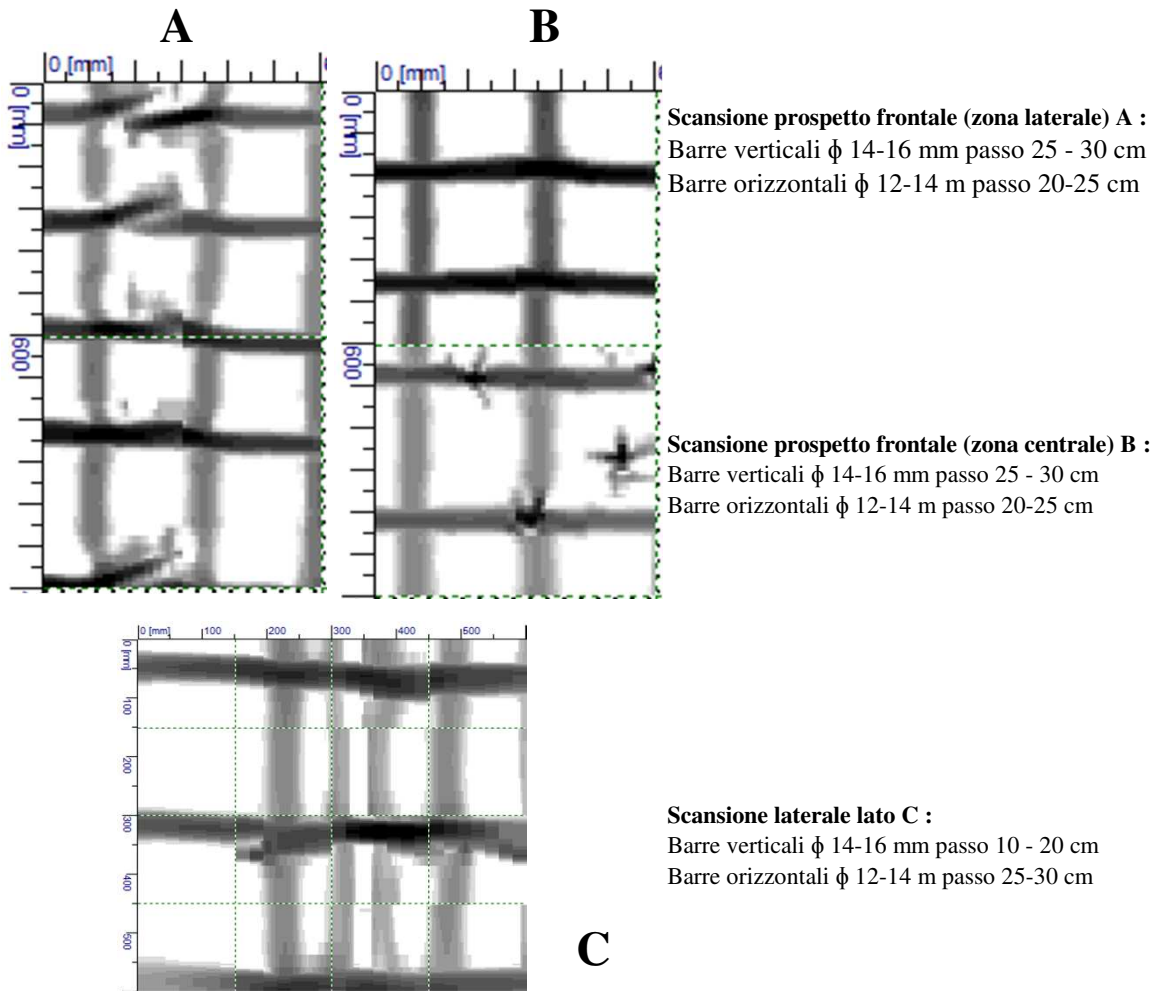 A
B
0 [mm]
6
0 [mm]
600
0 [mm]
6
0 [mm]
600
Scansione prospetto frontale (zona laterale) A :
Barre verticali ϕ 14-16 mm passo 25 - 30 cm
Barre orizzontali ϕ 12-14 m passo 20-25 cm
Scansione prospetto frontale (zona centrale) B :
Barre verticali ϕ 14-16 mm passo 25 - 30 cm
Barre orizzontali ϕ 12-14 m passo 20-25 cm
0 [mm] 100 200 300 400 500
0 [mm]
100
200
300
400
500
Scansione laterale lato C :
Barre verticali ϕ 14-16 mm passo 10 - 20 cm
Barre orizzontali ϕ 12-14 m passo 25-30 cm
C